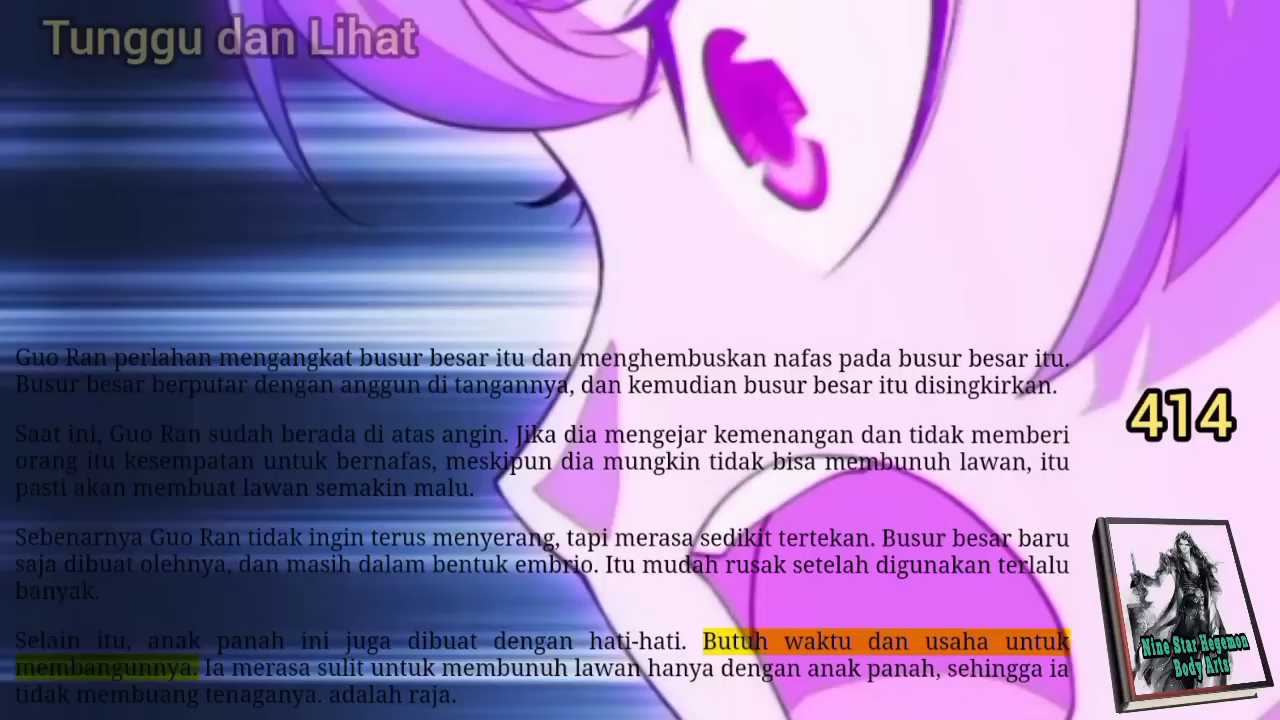 Tunggu dan Lihat
Guo Ran perlahan mengangkat busur besar itu dan menghembuskan nafas pada busur besar itu.
Busur besar berputar dengan anggun di tangannya, dan kemudian busur besar itu disingkirkan.
Saat ini, Guo Ran sudah berada di atas angin. Jika dia mengejar kemenangan dan tidak memberi
orang itu kesempatan untuk bernafas, meskipun dia mungkin tidak bisa membunuh lawan, itu
pasti akan membuat lawan semakin malu.
Sebenarnya Guo Ran tidak ingin terus menyerang, tapi merasa sedikit tertekan. Busur besar baru
saja dibuat olehnya, dan masih dalam bentuk embrio. Itu mudah rusak setelah digunakan terlalu
banyak.
Selain itu, anak panah ini juga dibuat dengan hati-hati. Butuh waktu dan usaha untuk
membangunnya. Ia merasa sulit untuk membunuh lawan hanya dengan anak panah, sehingga ia
tidak membuang tenaganya. adalah raja.
414
Nine Star Hegemon
Body Arts